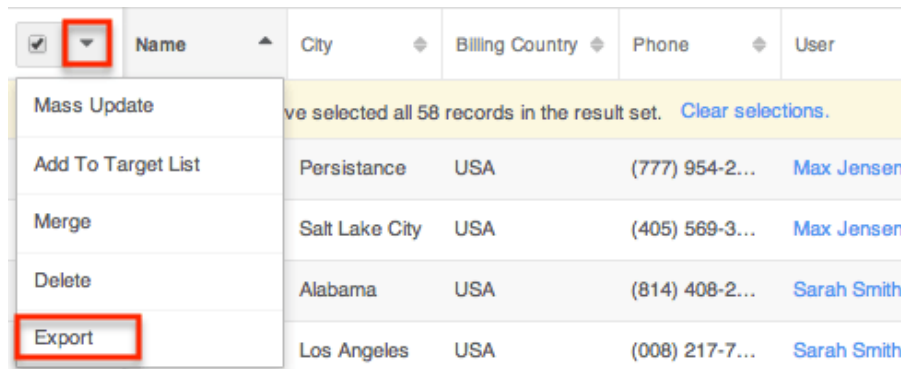 Name City Billing Country Phone User
Mass Update
ve selected all 58 records in the result set. Clear selections.
Add To Target List Persistance USA (777) 954-2... Max Jensen
Merge Salt Lake City USA (405) 569-3... Max Jensen
Delete Alabama USA (814) 408-2... Sarah Smith
Export Los Angeles USA (008) 217-7... Sarah Smith